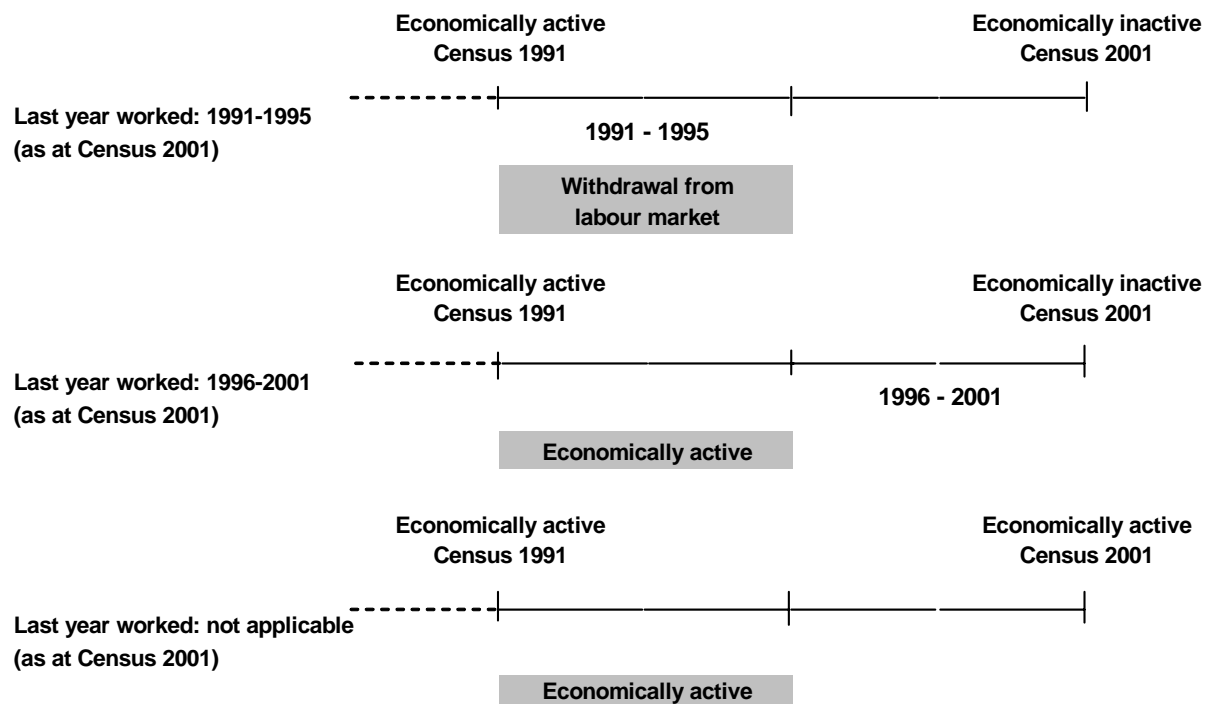 Economically active
Census 1991
Economically inactive
Census 2001
Last year worked: 1991-1995
(as at Census 2001)
1991 - 1995
Withdrawal from
labour market
Economically active
Census 1991
Economically inactive
Census 2001
Last year worked: 1996-2001
(as at Census 2001)
1996 - 2001
Economically active
Economically active
Census 1991
Economically active
Census 2001
Last year worked: not applicable
(as at Census 2001)
Economically active